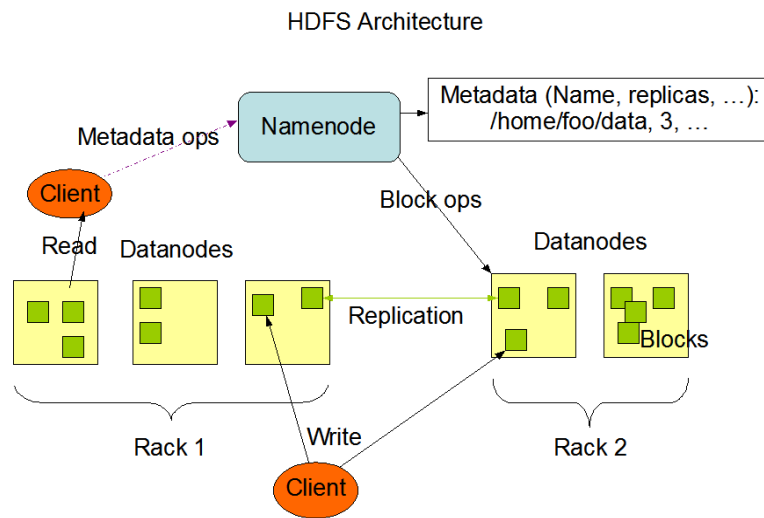 HDFS Architecture
Metadata (Name, replicas, …):
/home/foo/data, 3, …
Namenode
Metadata ops
Client
Block ops
Read
Datanodes
Datanodes
Replication
Blocks
Rack 1
Write
Rack 2
Client